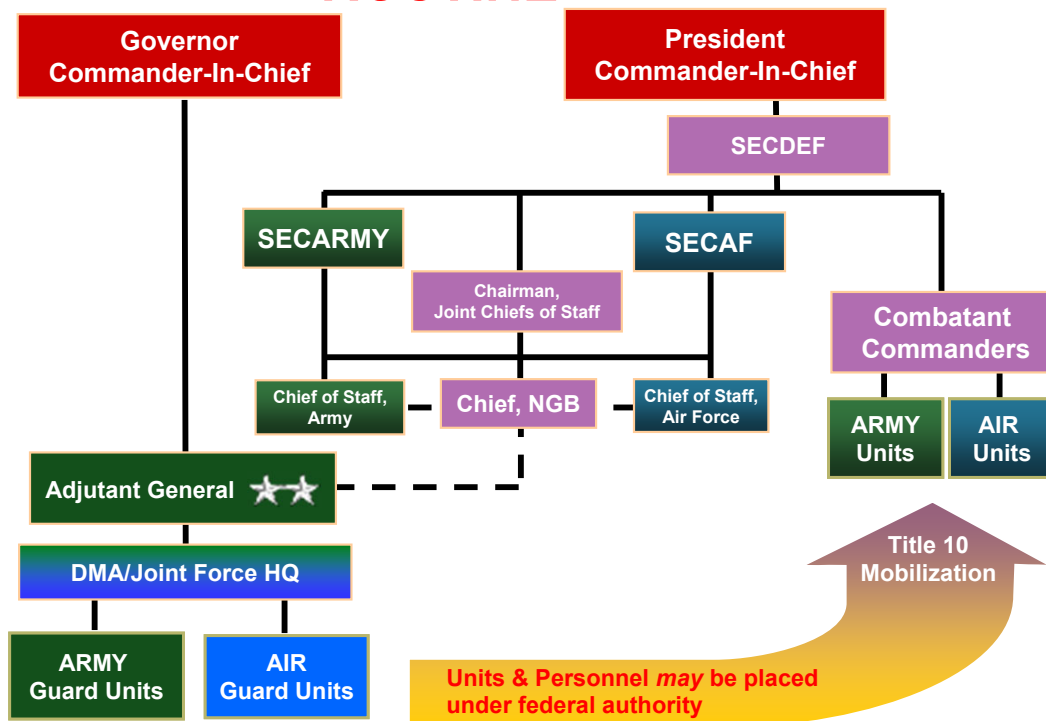 Governor
Commander-In-Chief
President
Commander-In-Chief
SECDEF
SECARMY
SECAF
Chairman,
Joint Chiefs of Staff
Combatant
Commanders
Chief of Staff,
Army
Chief, NGB
Chief of Staff,
Air Force
ARMY
Units
AIR
Units
Adjutant General
DMA/Joint Force HQ
Title 10
Mobilization
ARMY
Guard Units
AIR
Guard Units
Units & Personnel may be placed
under federal authority